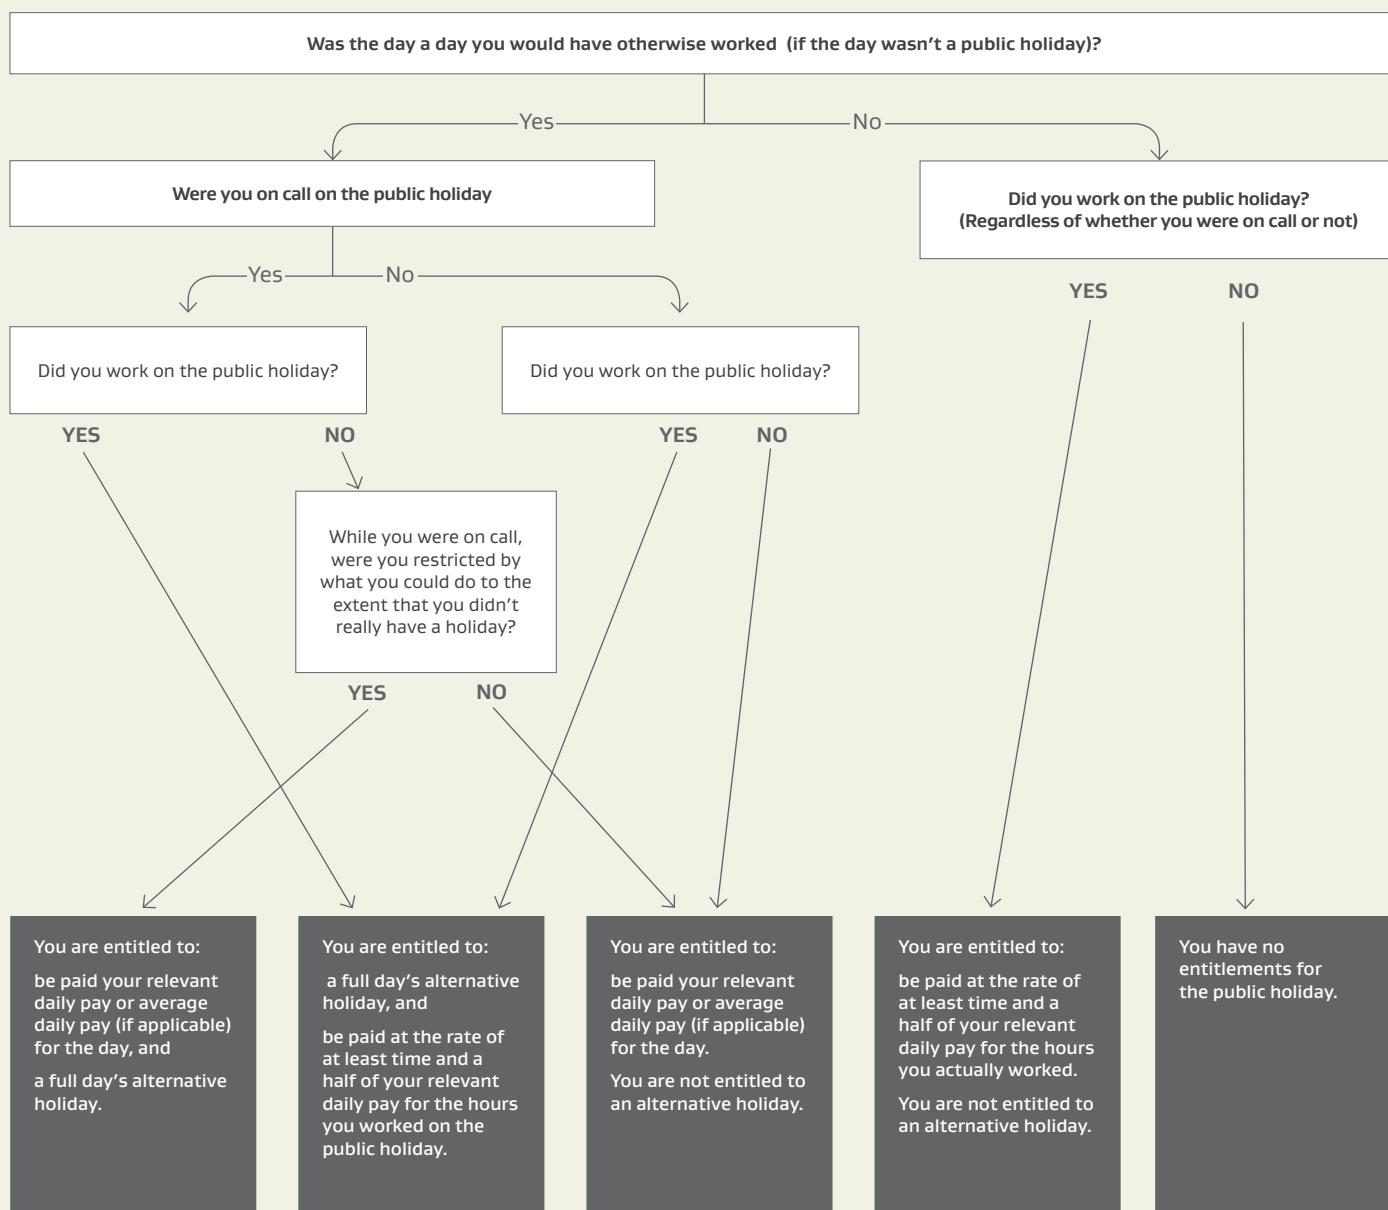 Was the day a day you would have otherwise worked (if the day wasn't a public holiday)?
Yes
No
Were you on call on the public holiday
Did you work on the public holiday?
(Regardless of whether you were on call or not)
Yes
No
YES
NO
Did you work on the public holiday?
Did you work on the public holiday?
YES
NO
YES
NO
While you were on call,
were you restricted by
what you could do to the
extent that you didn't
really have a holiday?
YES
NO
You are entitled to:
be paid your relevant
daily pay or average
daily pay (if applicable)
for the day, and
a full day's alternative
holiday.
You are entitled to:
a full day's alternative
holiday, and
be paid at the rate of
at least time and a
half of your relevant
daily pay for the hours
you worked on the
public holiday.
You are entitled to:
be paid your relevant
daily pay or average
daily pay (if applicable)
for the day.
You are not entitled to
an alternative holiday.
You are entitled to:
be paid at the rate of
at least time and a
half of your relevant
daily pay for the hours
you actually worked.
You are not entitled to
an alternative holiday.
You have no
entitlements for
the public holiday.